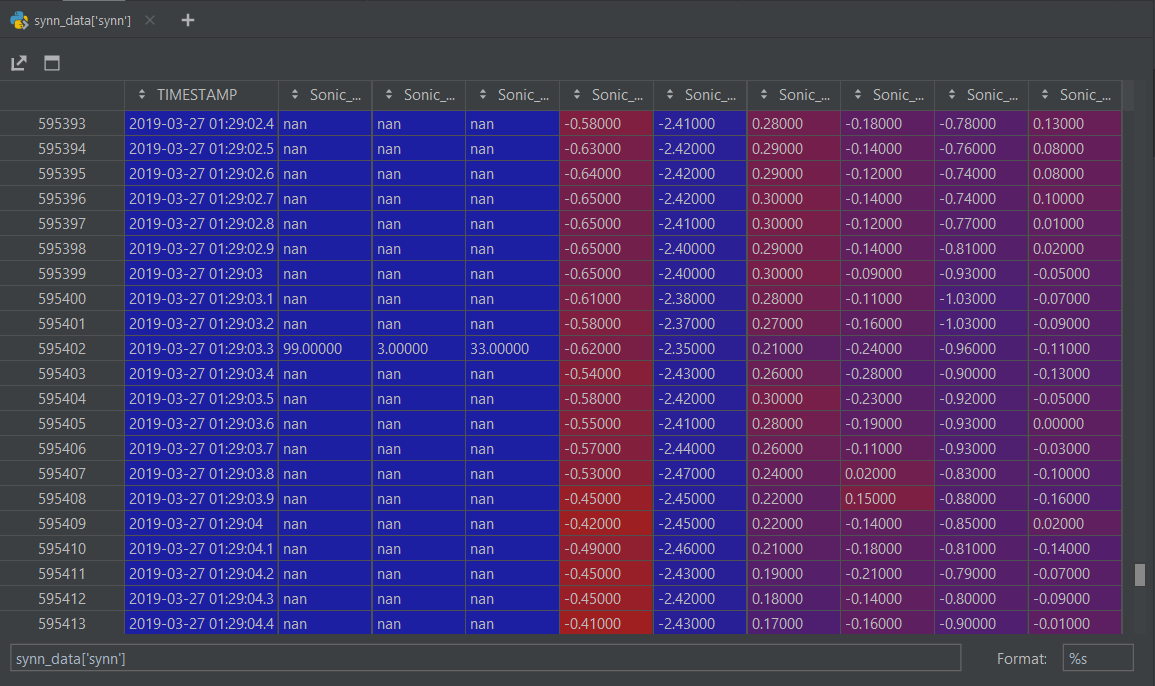 synn_data['synn']
TIMESTAMP Sonic_... Sonic_... Sonic_... Sonic_... Sonic_... Sonic_... Sonic_... Sonic_... Sonic_...
595393 2019-03-27 01:29:02.4 nan nan nan -0.58000 -2.41000 0.28000 -0.18000 -0.78000 0.13000
595394 2019-03-27 01:29:02.5 nan nan nan -0.63000 -2.42000 0.29000 -0.14000 -0.76000 0.08000
595395 2019-03-27 01:29:02.6 nan nan nan -0.64000 -2.42000 0.29000 -0.12000 -0.74000 0.08000
595396 2019-03-27 01:29:02.7 nan nan nan -0.65000 -2.42000 0.30000 -0.14000 -0.74000 0.10000
595397 2019-03-27 01:29:02.8 nan nan nan -0.65000 -2.41000 0.30000 -0.12000 -0.77000 0.01000
595398 2019-03-27 01:29:02.9 nan nan nan -0.65000 -2.40000 0.29000 -0.14000 -0.81000 0.02000
595399 2019-03-27 01:29:03 nan nan nan -0.65000 -2.40000 0.30000 -0.09000 -0.93000 -0.05000
595400 2019-03-27 01:29:03.1 nan nan nan -0.61000 -2.38000 0.28000 -0.11000 -1.03000 -0.07000
595401 2019-03-27 01:29:03.2 nan nan nan -0.58000 -2.37000 0.27000 -0.16000 -1.03000 -0.09000
595402 2019-03-27 01:29:03.3 99.00000 3.00000 33.00000 -0.62000 -2.35000 0.21000 -0.24000 -0.96000 -0.11000
595403 2019-03-27 01:29:03.4 nan nan nan -0.54000 -2.43000 0.26000 -0.28000 -0.90000 -0.13000
595404 2019-03-27 01:29:03.5 nan nan nan -0.58000 -2.42000 0.30000 -0.23000 -0.92000 -0.05000
595405 2019-03-27 01:29:03.6 nan nan nan -0.55000 -2.41000 0.28000 -0.19000 -0.93000 0.00000
595406 2019-03-27 01:29:03.7 nan nan nan -0.57000 -2.44000 0.26000 -0.11000 -0.93000 -0.03000
595407 2019-03-27 01:29:03.8 nan nan nan -0.53000 -2.47000 0.24000 0.02000 -0.83000 -0.10000
595408 2019-03-27 01:29:03.9 nan nan nan -0.45000 -2.45000 0.22000 0.15000 -0.88000 -0.16000
595409 2019-03-27 01:29:04 nan nan nan -0.42000 -2.45000 0.22000 -0.14000 -0.85000 0.02000
595410 2019-03-27 01:29:04.1 nan nan nan -0.49000 -2.46000 0.21000 -0.18000 -0.81000 -0.14000
595411 2019-03-27 01:29:04.2 nan nan nan -0.45000 -2.43000 0.19000 -0.21000 -0.79000 -0.07000
595412 2019-03-27 01:29:04.3 nan nan nan -0.45000 -2.42000 0.18000 -0.14000 -0.80000 -0.09000
595413 2019-03-27 01:29:04.4 nan nan nan -0.41000 -2.43000 0.17000 -0.16000 -0.90000 -0.01000
synn_data['synn'] Format: %s